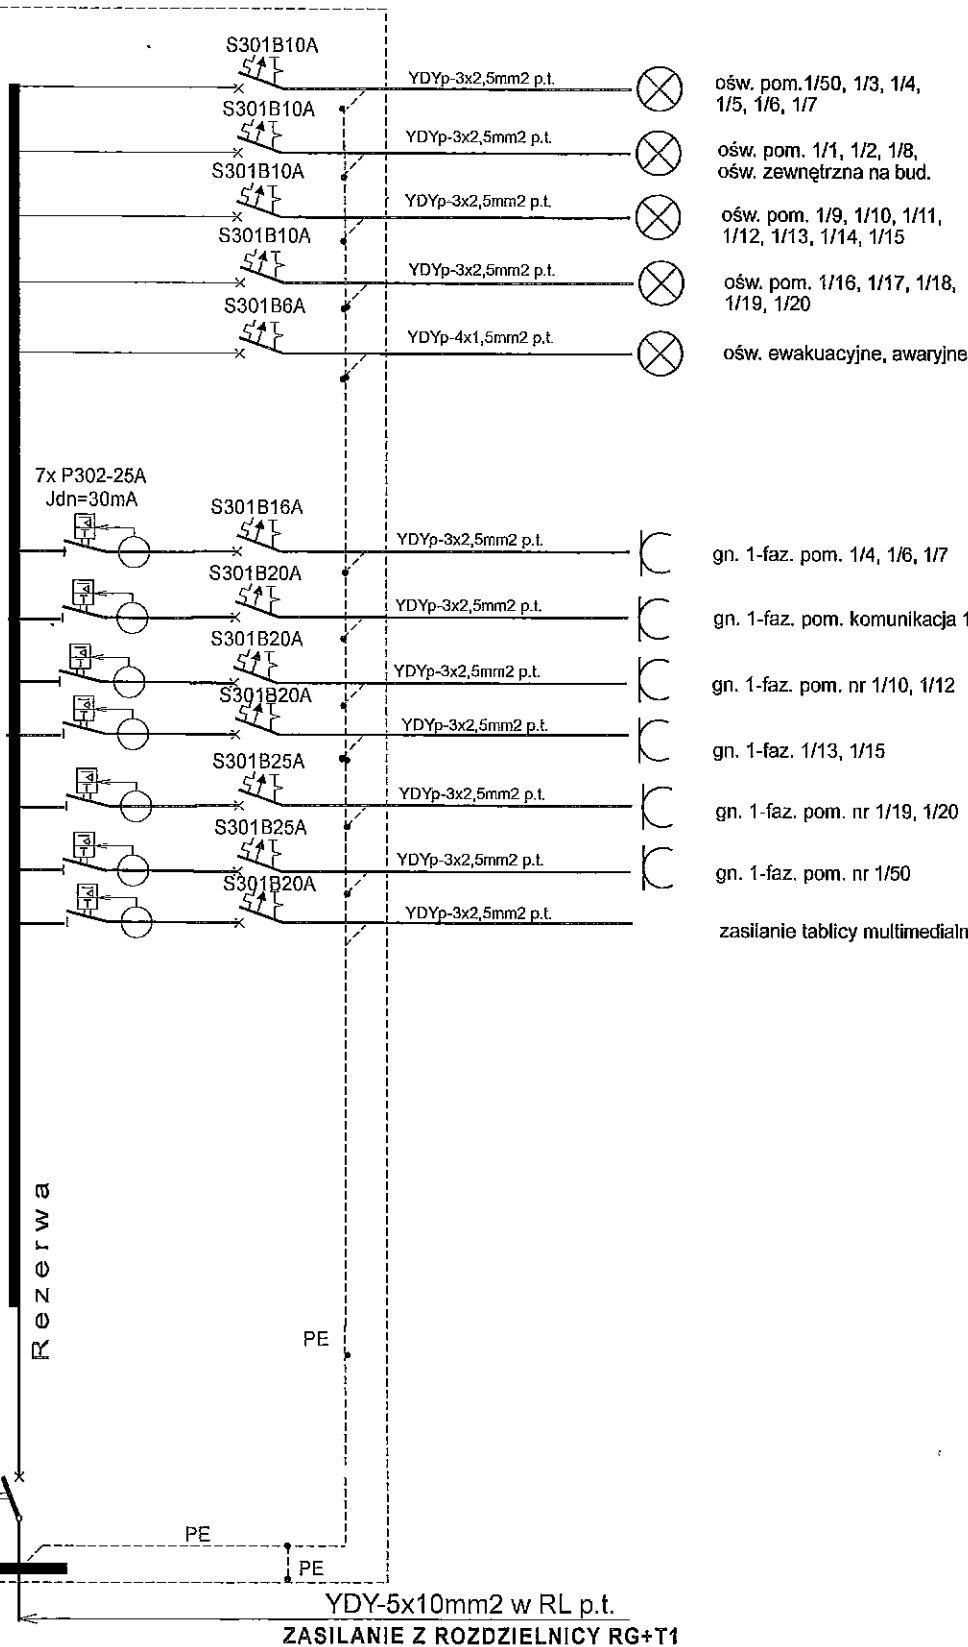 S301B10A
YDYp-3x2,5mm2 p.t.
ośw. pom.1/50, 1/3, 1/4,
1/5, 1/6, 1/7
S301B10A
YDYp-3x2,5mm2 p.t.
ośw. pom. 1/1, 1/2, 1/8,
ośw. zewnętrzna na bud.
S301B10A
YDYp-3x2,5mm2 p.t.
ośw. pom. 1/9, 1/10, 1/11,
1/12, 1/13, 1/14, 1/15
S301B10A
YDYp-3x2,5mm2 p.t.
ośw. pom. 1/16, 1/17, 1/18,
1/19, 1/20
S301B6A
YDYp-4x1,5mm2 p.t.
ośw. ewakuacyjne, awaryjne
7x P302-25A
Jdn=30mA
S301B16A
YDYp-3x2,5mm2 p.t.
gn. 1-faz. pom. 1/4, 1/6, 1/7
S301B20A
YDYp-3x2,5mm2 p.t.
gn. 1-faz. pom. komunikacja 1
S301B20A
YDYp-3x2,5mm2 p.t.
gn. 1-faz. pom. nr 1/10, 1/12
S301B20A
YDYp-3x2,5mm2 p.t.
gn. 1-faz. 1/13, 1/15
S301B25A
YDYp-3x2,5mm2 p.t.
gn. 1-faz. pom. nr 1/19, 1/20
S301B25A
YDYp-3x2,5mm2 p.t.
gn. 1-faz. pom. nr 1/50
S301B20A
YDYp-3x2,5mm2 p.t.
zasilanie tablicy multimedialn
Rezerwa
PE
PE
PE
YDY-5x10mm2 w RL p.t.
ZASILANIE Z ROZDZIELNICY RG+T1